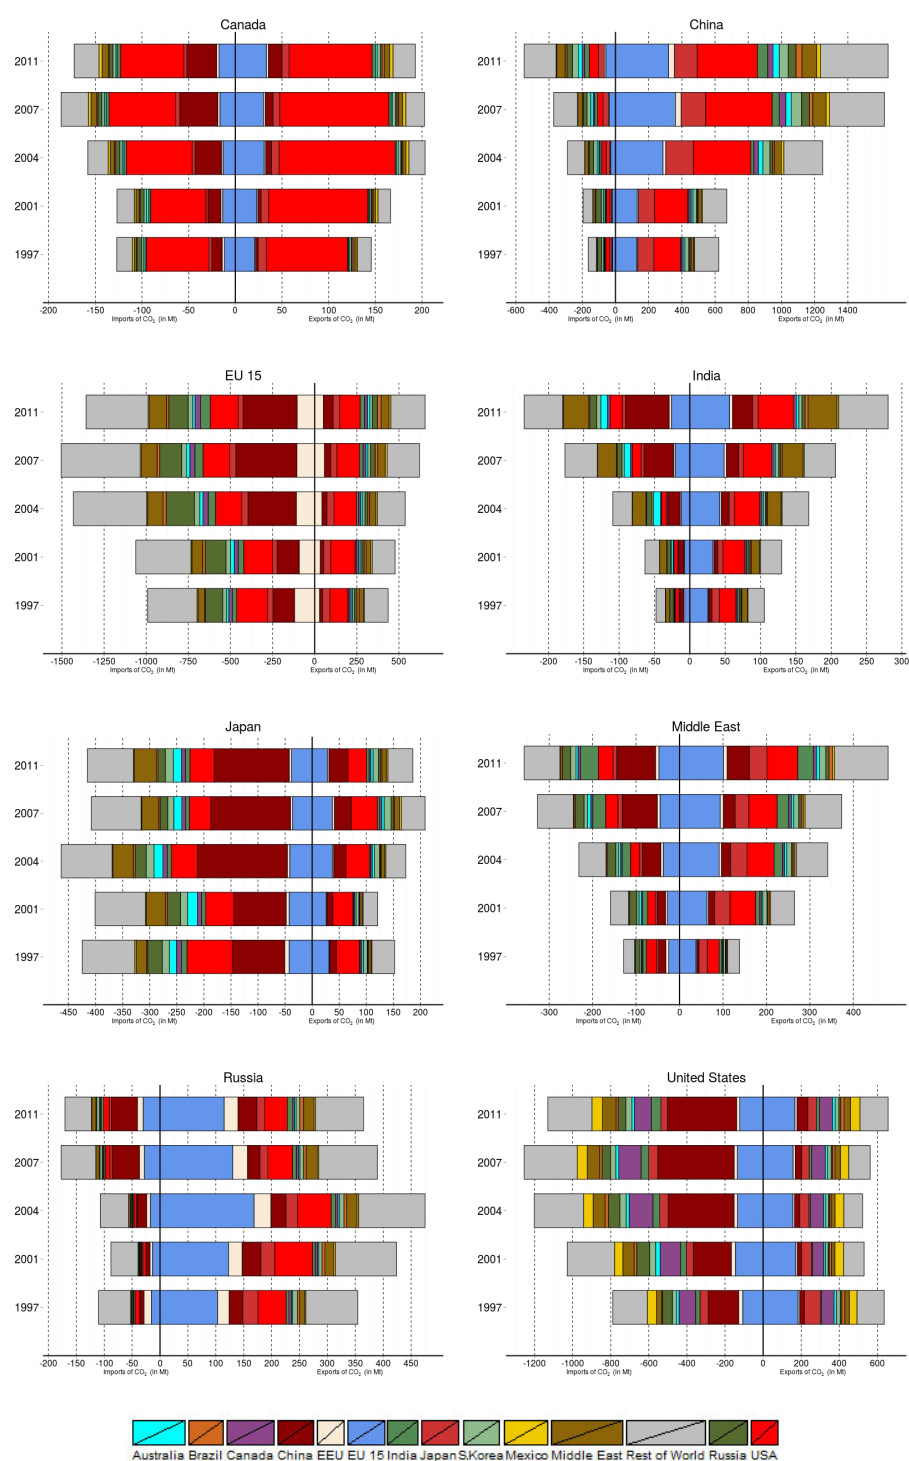 Canada
China
2011
2007
2004
2001
1997
-200 -150 -100 -50 0 50 100 150 200
Imports of CO2 (in Mt) Exports of CO2 (in Mt)
2011
2007
2004
2001
1997
-600 -400 -200 0 200 400 600 800 1000 1200 1400
Imports of CO2 (in Mt) Exports of CO2 (in Mt)
EU 15
India
2011
2007
2004
2001
1997
-1500 -1250 -1000 -750 -500 -250 0 250 500
Imports of CO2 (in Mt) Exports of CO2 (in Mt)
2011
2007
2004
2001
1997
-200 -150 -100 -50 0 50 100 150 200 250 300
Imports of CO2 (in Mt) Exports of CO2 (in Mt)
Japan
Middle East
2011
2007
2004
2001
1997
-450 -400 -350 -300 -250 -200 -150 -100 -50 0 50 100 150 200
Imports of CO2 (in Mt) Exports of CO2 (in Mt)
2011
2007
2004
2001
1997
-300 -200 -100 0 100 200 300 400
Imports of CO2 (in Mt) Exports of CO2 (in Mt)
Russia
United States
2011
2007
2004
2001
1997
-200 -150 -100 -50 0 50 100 150 200 250 300 350 400 450
Imports of CO2 (in Mt) Exports of CO2 (in Mt)
2011
2007
2004
2001
1997
-1200 -1000 -800 -600 -400 -200 0 200 400 600
Imports of CO2 (in Mt) Exports of CO2 (in Mt)
Australia Brazil Canada China EEU EU 15 India Japan S.Korea Mexico Middle East Rest of World Russia USA